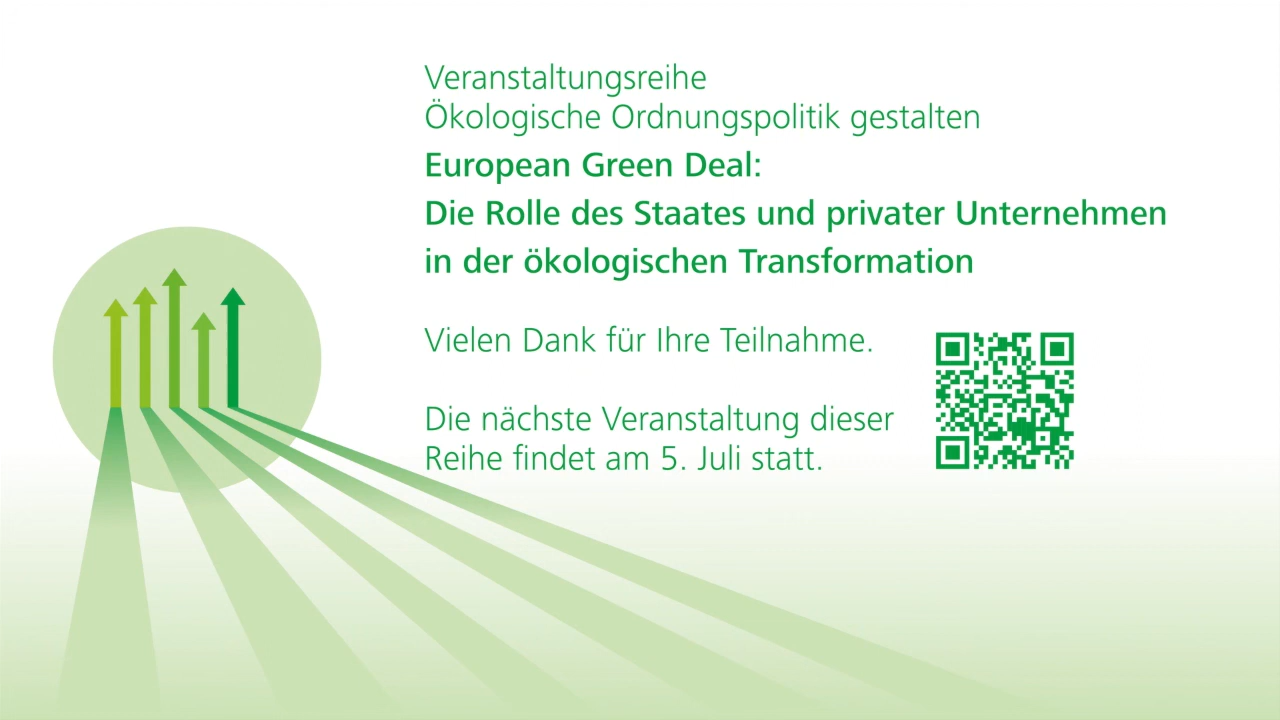 Veranstaltungsreihe
Ökologische Ordnungspolitik gestalten
European Green Deal:
Die Rolle des Staates und privater Unternehmen
in der ökologischen Transformation
Vielen Dank für Ihre Teilnahme.
Die nächste Veranstaltung dieser
Reihe findet am 5. Juli statt.